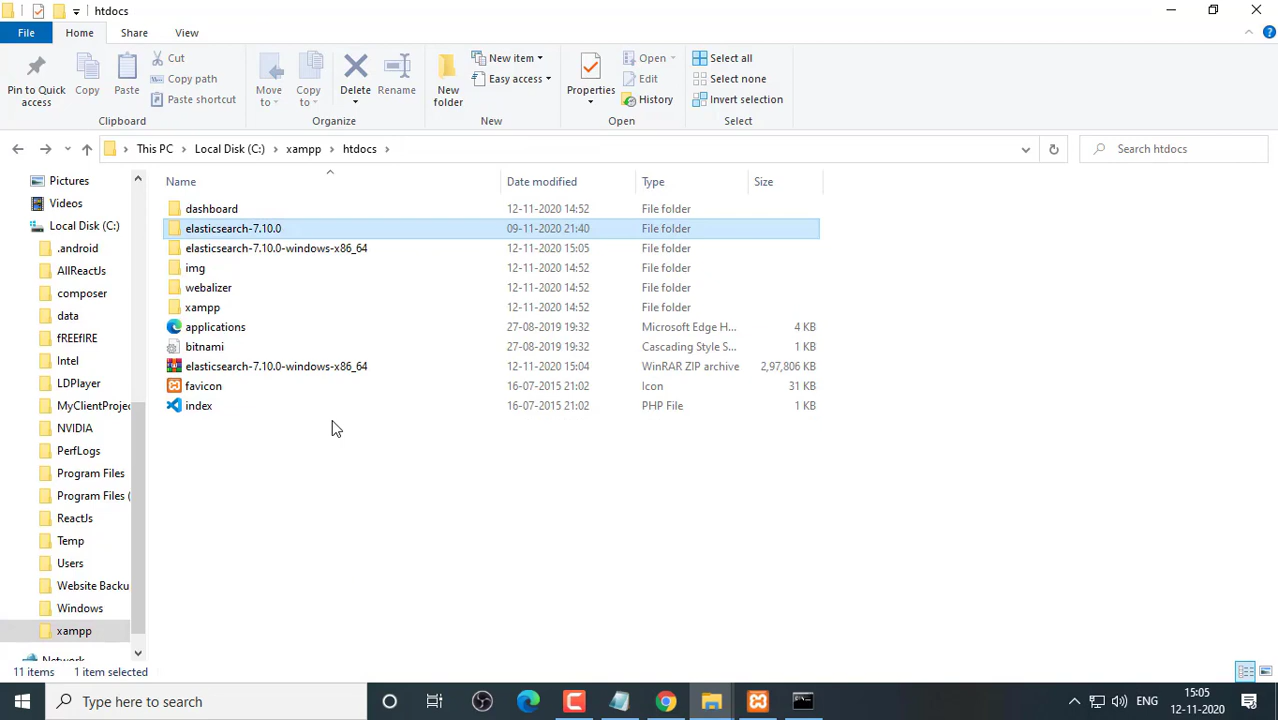 htdocs
File Home Share View
Pin to Quick access
Copy
Paste
Cut
Copy path
Paste shortcut
Clipboard
Move to
Copy to
Delete
Rename
Organize
New folder
New item
Easy access
New
Properties
Open
Edit
History
Open
Select all
Select none
Invert selection
Select
This PC > Local Disk (C:) > xampp > htdocs >
Search htdocs
Pictures
Videos
Local Disk (C:)
.android
AllReactJs
composer
data
fREEfIRE
Intel
LDPlayer
MyClientProje
NVIDIA
PerfLogs
Program Files
Program Files (
ReactJs
Temp
Users
Website Backu
Windows
xampp
Network
Name Date modified Type Size
dashboard 12-11-2020 14:52 File folder
elasticsearch-7.10.0 09-11-2020 21:40 File folder
elasticsearch-7.10.0-windows-x86_64 12-11-2020 15:05 File folder
img 12-11-2020 14:52 File folder
webalizer 12-11-2020 14:52 File folder
xampp 12-11-2020 14:52 File folder
applications 27-08-2019 19:32 Microsoft Edge H... 4 KB
bitnami 27-08-2019 19:32 Cascading Style S... 1 KB
elasticsearch-7.10.0-windows-x86_64 12-11-2020 15:04 WinRAR ZIP archive 2,97,806 KB
favicon 16-07-2015 21:02 Icon 31 KB
index 16-07-2015 21:02 PHP File 1 KB
11 items 1 item selected
Type here to search
ENG
15:05
12-11-2020